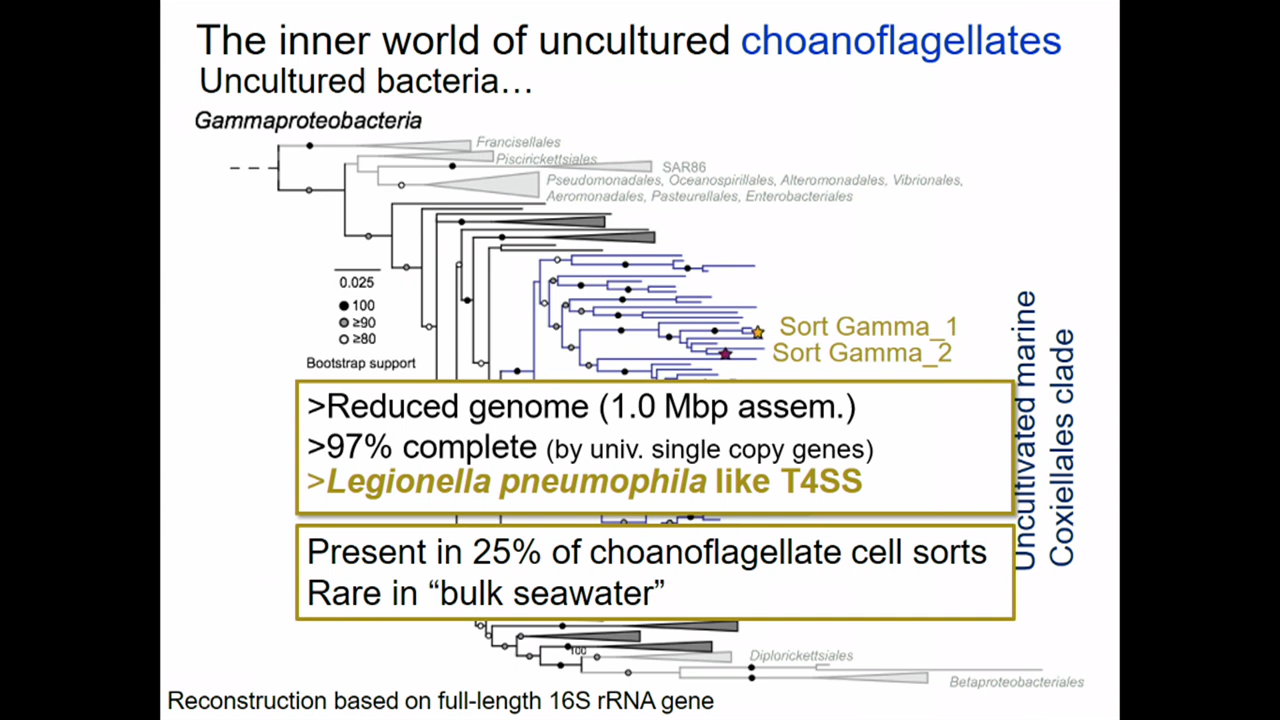 The inner world of uncultured choanoflagellates
Uncultured bacteria…
Gammaproteobacteria
Francisellales
Piscirickettsiales
SAR86
Pseudomonadales, Oceanospirillales, Alteromonadales, Vibrionales,
Aeromonadales, Pasteurellales, Enterobacteriales
0.025
100
≥90
≥80
Bootstrap support
Sort Gamma_1
Sort Gamma_2
Uncultivated marine
Coxiellales clade
>Reduced genome (1.0 Mbp assem.)
>97% complete (by univ. single copy genes)
>Legionella pneumophila like T4SS
Present in 25% of choanoflagellate cell sorts
Rare in “bulk seawater”
100
Diplorickettsiales
Betaproteobacteriales
Reconstruction based on full-length 16S rRNA gene